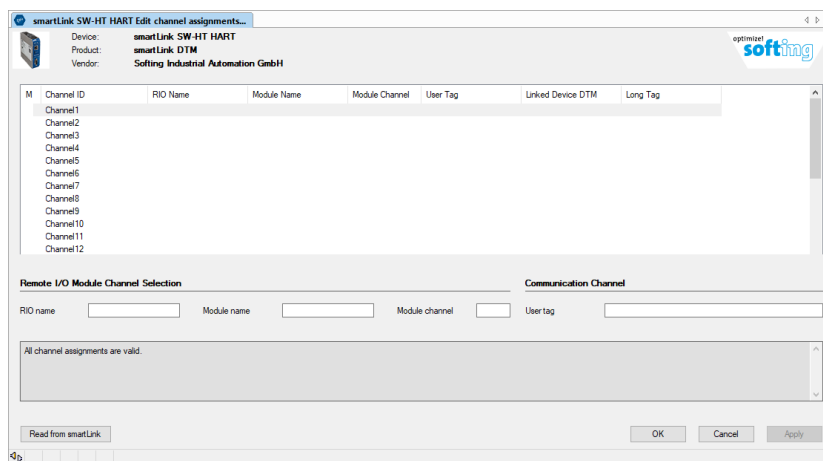 smartLink SW-HT HART Edit channel assignments...
Device: smartLink SW-HT HART
Product: smartLink DTM
Vendor: Softing Industrial Automation GmbH
optimize!
softing
M Channel ID RIO Name Module Name Module Channel User Tag Linked Device DTM Long Tag
Channel1
Channel2
Channel3
Channel4
Channel5
Channel6
Channel7
Channel8
Channel9
Channel10
Channel11
Channel12
Remote I/O Module Channel Selection Communication Channel
RIO name Module name Module channel User tag
All channel assignments are valid.
Read from smartLink OK Cancel Apply